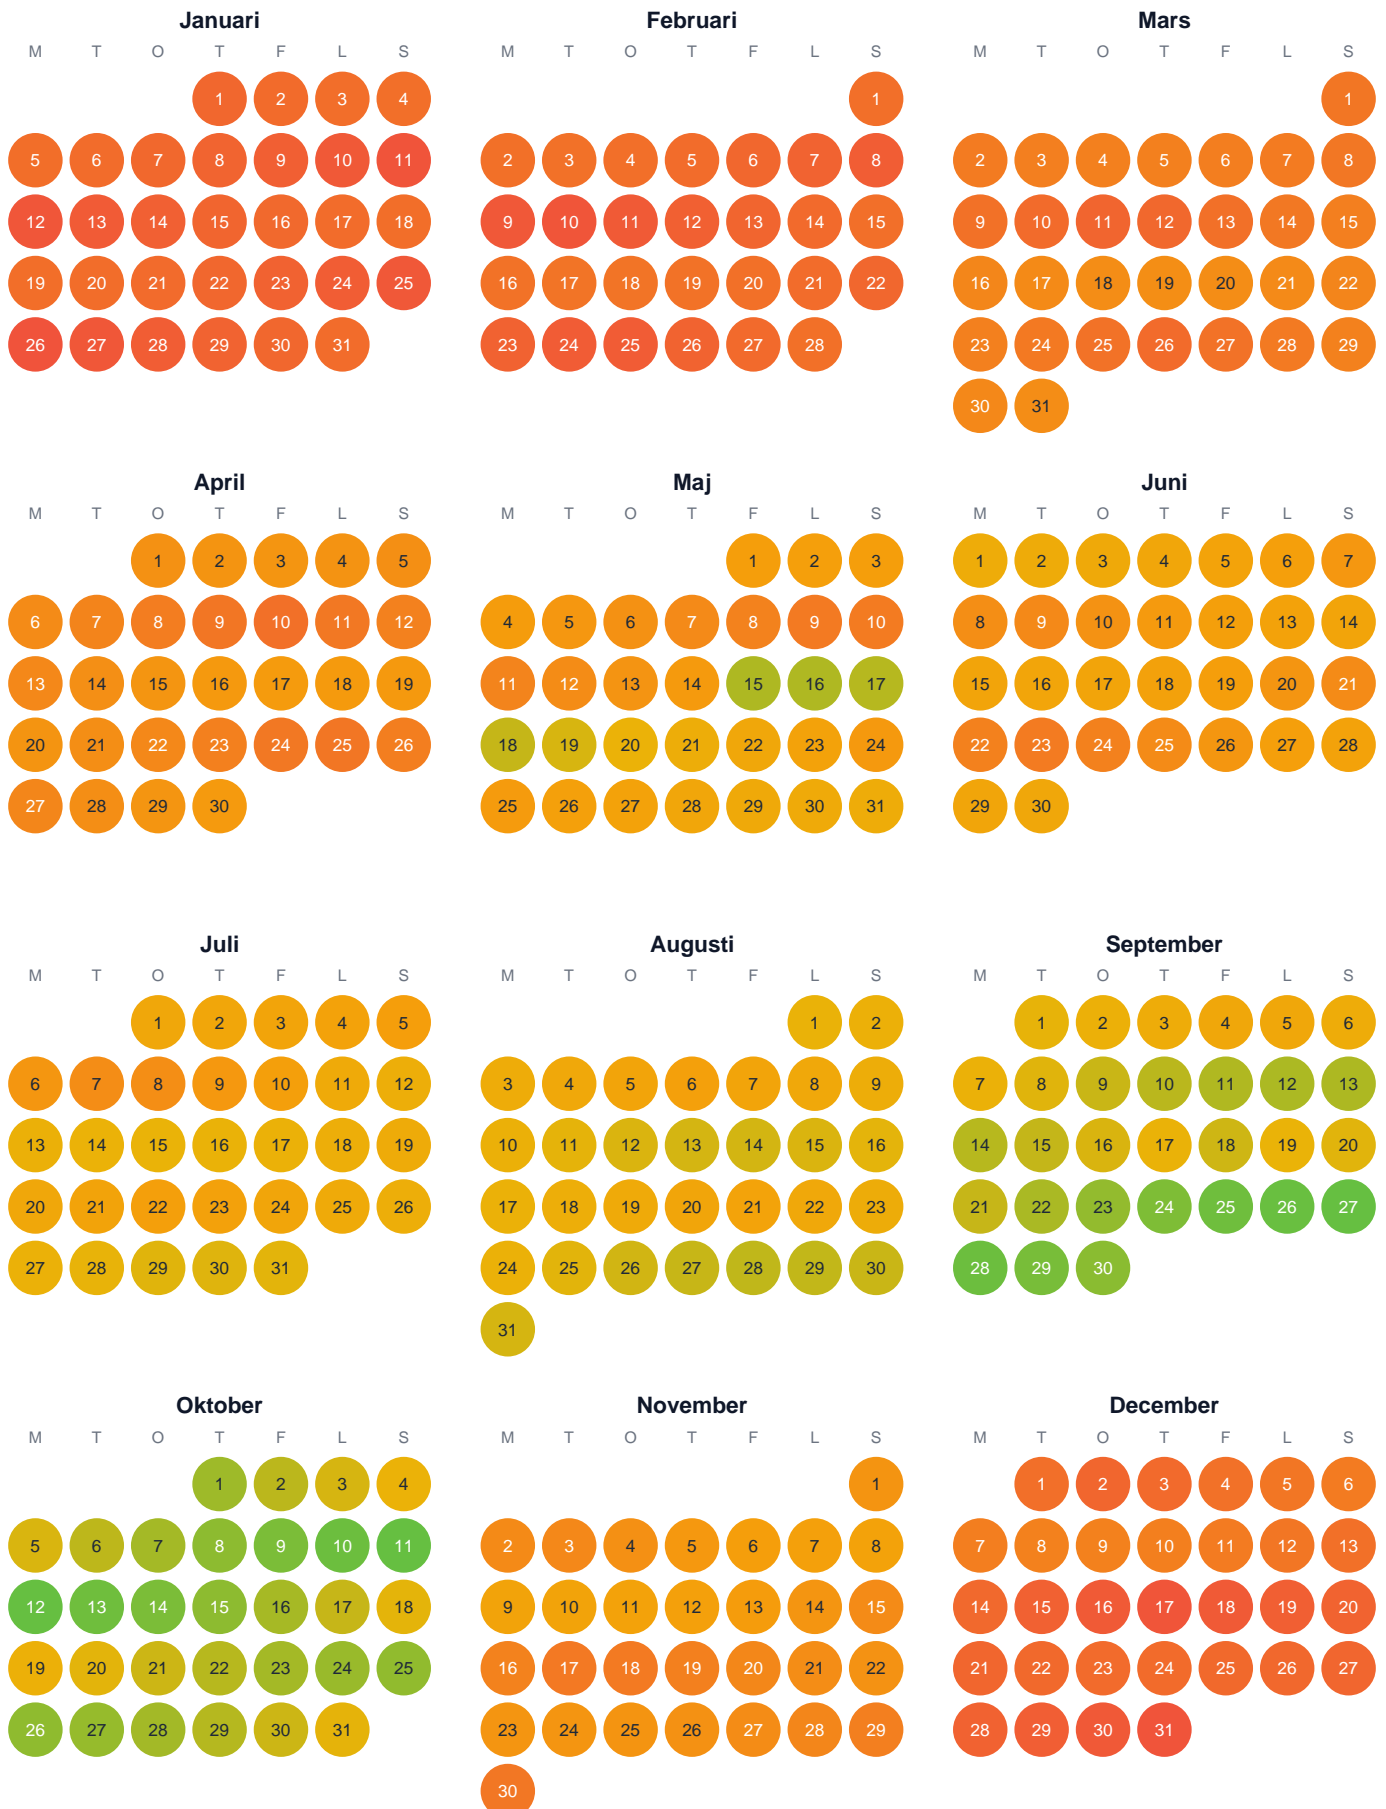 Januari Februari Mars
M T O T F L S M T O T F L S M T O T F L S
1 2 3 4 1 1
5 6 7 8 9 10 11 2 3 4 5 6 7 8 2 3 4 5 6 7 8
12 13 14 15 16 17 18 9 10 11 12 13 14 15 9 10 11 12 13 14 15
19 20 21 22 23 24 25 16 17 18 19 20 21 22 16 17 18 19 20 21 22
26 27 28 29 30 31 23 24 25 26 27 28 23 24 25 26 27 28 29
30 31
April Maj Juni
M T O T F L S M T O T F L S M T O T F L S
1 2 3 4 5 1 2 3 1 2 3 4 5 6 7
6 7 8 9 10 11 12 4 5 6 7 8 9 10 8 9 10 11 12 13 14
13 14 15 16 17 18 19 11 12 13 14 15 16 17 15 16 17 18 19 20 21
20 21 22 23 24 25 26 18 19 20 21 22 23 24 22 23 24 25 26 27 28
27 28 29 30 25 26 27 28 29 30 31 29 30
Juli Augusti September
M T O T F L S M T O T F L S M T O T F L S
1 2 3 4 5 1 2 1 2 3 4 5 6
6 7 8 9 10 11 12 3 4 5 6 7 8 9 7 8 9 10 11 12 13
13 14 15 16 17 18 19 10 11 12 13 14 15 16 14 15 16 17 18 19 20
20 21 22 23 24 25 26 17 18 19 20 21 22 23 21 22 23 24 25 26 27
27 28 29 30 31 24 25 26 27 28 29 30 28 29 30
31
Oktober November December
M T O T F L S M T O T F L S M T O T F L S
1 2 3 4 1 1 2 3 4 5 6
5 6 7 8 9 10 11 2 3 4 5 6 7 8 7 8 9 10 11 12 13
12 13 14 15 16 17 18 9 10 11 12 13 14 15 14 15 16 17 18 19 20
19 20 21 22 23 24 25 16 17 18 19 20 21 22 21 22 23 24 25 26 27
26 27 28 29 30 31 23 24 25 26 27 28 29 28 29 30 31
30